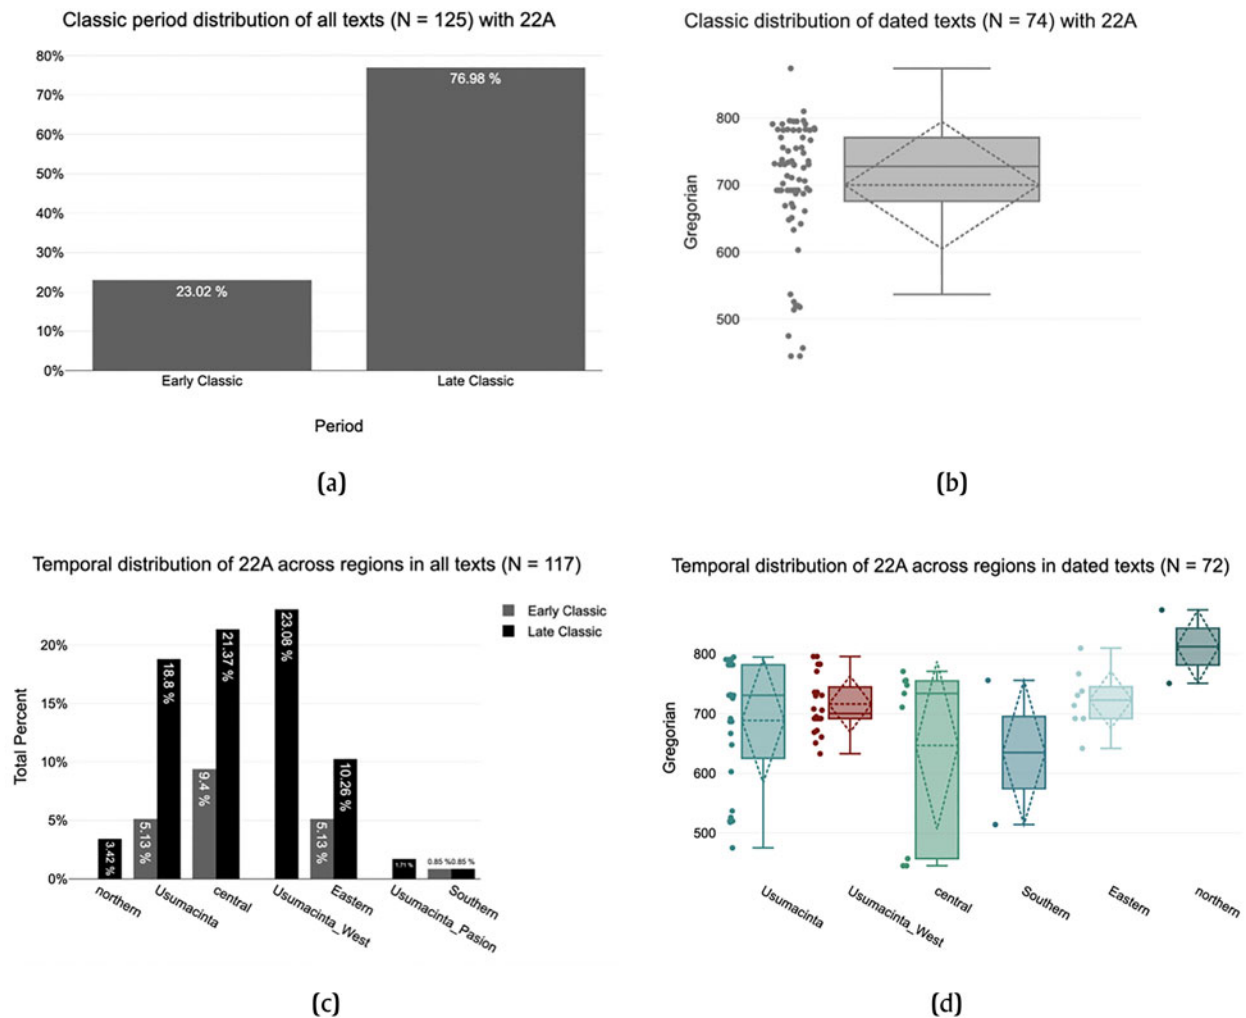 Classic period distribution of all texts (N = 125) with 22A
80%
70%
60%
50%
40%
30%
20%
10%
0%
76.98 %
23.02 %
Early Classic
Late Classic
Period
(a)
Classic distribution of dated texts (N = 74) with 22A
Gregorian
800
700
600
500
(b)
Temporal distribution of 22A across regions in all texts (N = 117)
Early Classic
Late Classic
Total Percent
20%
15%
10%
5%
0%
3.42 %
5.13 %
18.8 %
9.4 %
21.37 %
23.08 %
5.13 %
10.26 %
1.71 %
0.85 %
0.85 %
northern
Usumacinta
central
Usumacinta_West
Eastern
Usumacinta_Pasion
Southern
(c)
Temporal distribution of 22A across regions in dated texts (N = 72)
Gregorian
800
700
600
500
Usumacinta
Usumacinta_West
central
Southern
Eastern
northern
(d)